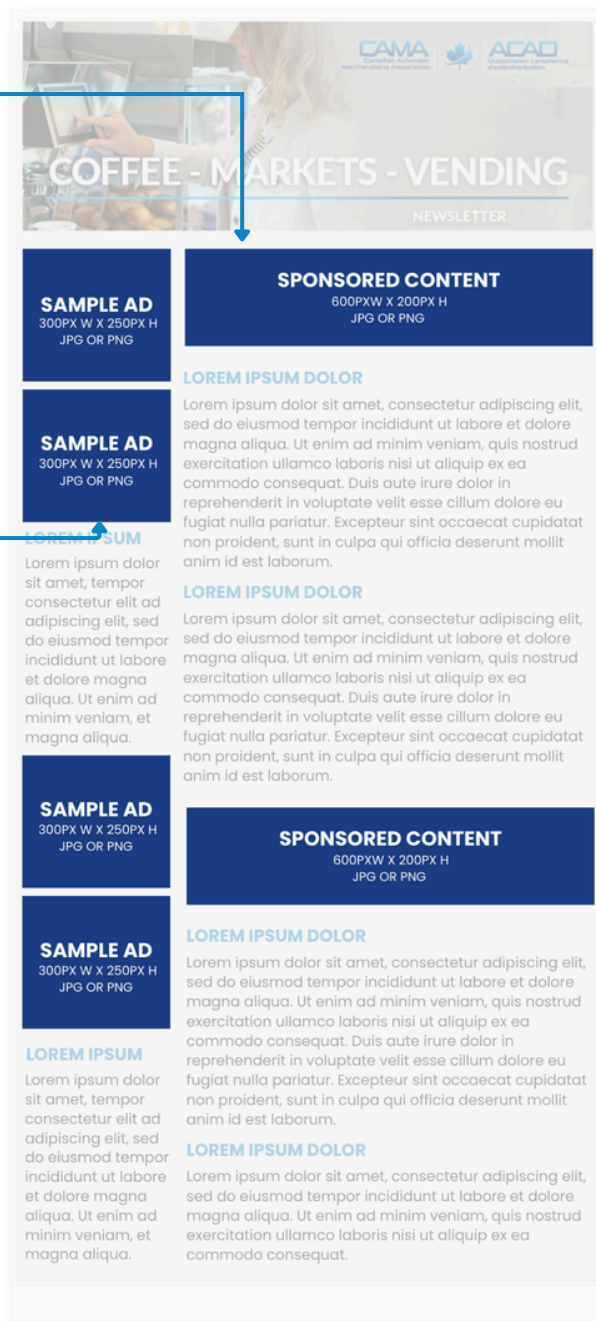 CAMA
Canadian Automatic
Merchandising Association
ACAD
l'Association canadienne
d'auto-distribution
COFFEE - MARKETS - VENDING
NEWSLETTER
SAMPLE AD
300PX W X 250PX H
JPG OR PNG
SAMPLE AD
300PX W X 250PX H
JPG OR PNG
LOREM IPSUM
Lorem ipsum dolor
sit amet, tempor
consectetur elit ad
adipiscing elit, sed
do eiusmod tempor
incididunt ut labore
et dolore magna
aliqua. Ut enim ad
minim veniam, et
magna aliqua.
SAMPLE AD
300PX W X 250PX H
JPG OR PNG
SAMPLE AD
300PX W X 250PX H
JPG OR PNG
LOREM IPSUM
Lorem ipsum dolor
sit amet, tempor
consectetur elit ad
adipiscing elit, sed
do eiusmod tempor
incididunt ut labore
et dolore magna
aliqua. Ut enim ad
minim veniam, et
magna aliqua.
SPONSORED CONTENT
600PXW X 200PX H
JPG OR PNG
LOREM IPSUM DOLOR
Lorem ipsum dolor sit amet, consectetur adipiscing elit,
sed do eiusmod tempor incididunt ut labore et dolore
magna aliqua. Ut enim ad minim veniam, quis nostrud
exercitation ullamco laboris nisi ut aliquip ex ea
commodo consequat. Duis aute irure dolor in
reprehenderit in voluptate velit esse cillum dolore eu
fugiat nulla pariatur. Excepteur sint occaecat cupidatat
non proident, sunt in culpa qui officia deserunt mollit
anim id est laborum.
LOREM IPSUM DOLOR
Lorem ipsum dolor sit amet, consectetur adipiscing elit,
sed do eiusmod tempor incididunt ut labore et dolore
magna aliqua. Ut enim ad minim veniam, quis nostrud
exercitation ullamco laboris nisi ut aliquip ex ea
commodo consequat. Duis aute irure dolor in
reprehenderit in voluptate velit esse cillum dolore eu
fugiat nulla pariatur. Excepteur sint occaecat cupidatat
non proident, sunt in culpa qui officia deserunt mollit
anim id est laborum.
SPONSORED CONTENT
600PXW X 200PX H
JPG OR PNG
LOREM IPSUM DOLOR
Lorem ipsum dolor sit amet, consectetur adipiscing elit,
sed do eiusmod tempor incididunt ut labore et dolore
magna aliqua. Ut enim ad minim veniam, quis nostrud
exercitation ullamco laboris nisi ut aliquip ex ea
commodo consequat. Duis aute irure dolor in
reprehenderit in voluptate velit esse cillum dolore eu
fugiat nulla pariatur. Excepteur sint occaecat cupidatat
non proident, sunt in culpa qui officia deserunt mollit
anim id est laborum.
LOREM IPSUM DOLOR
Lorem ipsum dolor sit amet, consectetur adipiscing elit,
sed do eiusmod tempor incididunt ut labore et dolore
magna aliqua. Ut enim ad minim veniam, quis nostrud
exercitation ullamco laboris nisi ut aliquip ex ea
commodo consequat.